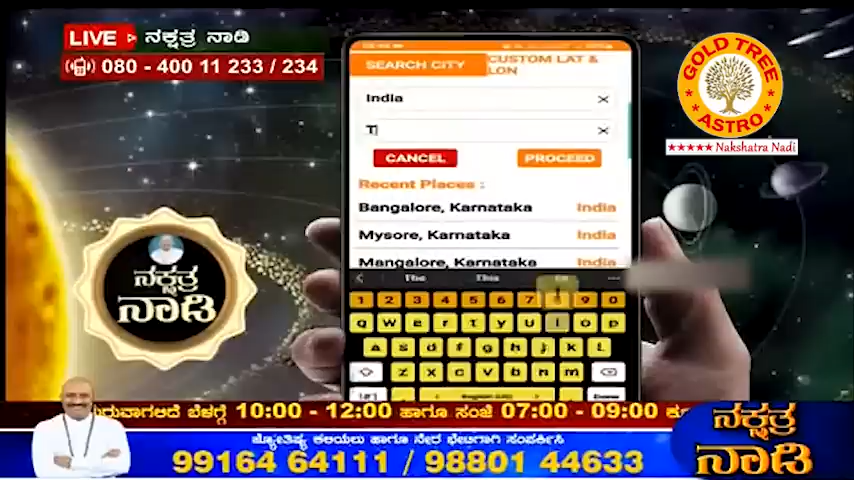 LIVE ನಕ್ಷತ್ರ ನಾಡಿ
080 - 400 11 233 / 234
SEARCH CITY
CUSTOM LAT & LON
India
T
CANCEL PROCEED
Recent Places :
Bangalore, Karnataka India
Mysore, Karnataka India
Mangalore, Karnataka India
The This
1 2 3 4 5 6 7 9 0
q w e r t y u i o p
a s d f g h j k l
z x c v b n m
GOLD TREE
ASTRO
★★★★★ Nakshatra Nadi
ನಕ್ಷತ್ರ
ನಾಡಿ
10:00 - 12:00 ಹಾಗೂ ಸಂಜೆ 07:00 - 09:00
ಜ್ಯೋತಿಷ್ಯ ಕಲಿಯಲು ಹಾಗೂ ನೇರ ಭೇಟಿಗಾಗಿ ಸಂಪರ್ಕಿಸಿ
99164 64111 / 98801 44633
ನಕ್ಷತ್ರ
ನಾಡಿ